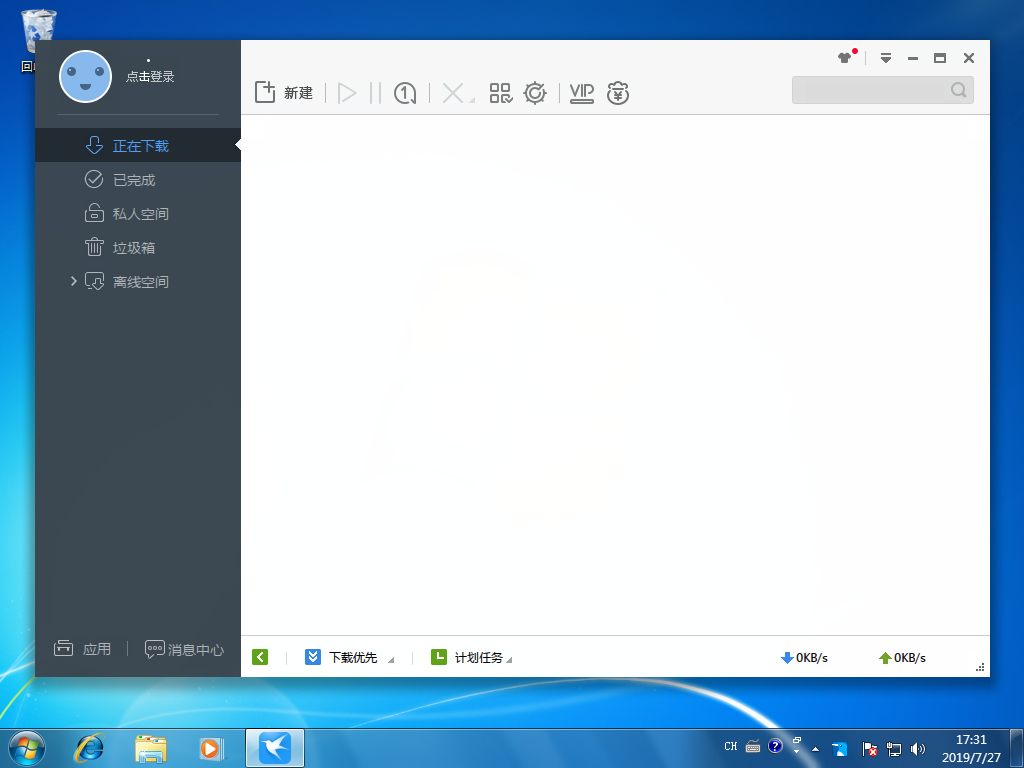 回
点击登录
新建
VIP
正在下载
已完成
私人空间
垃圾箱
离线空间
应用
消息中心
下载优先
计划任务
0KB/s
0KB/s
CH
17:31
2019/7/27